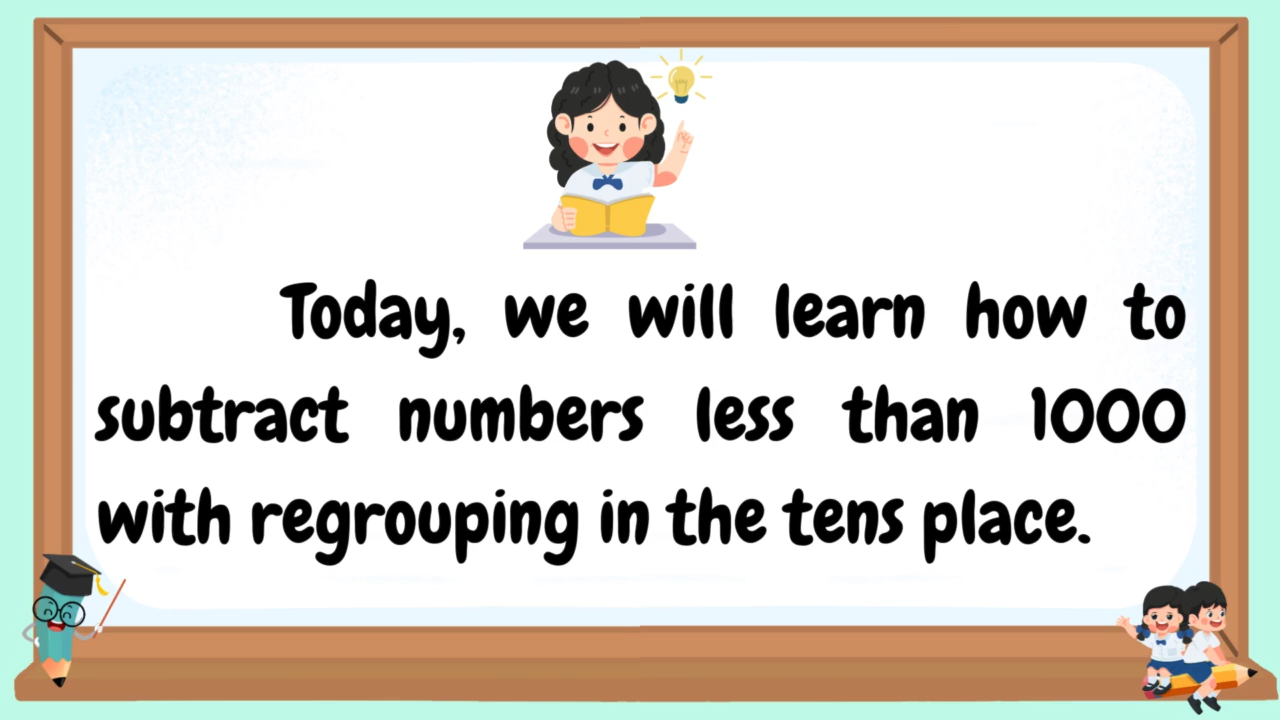 Today, we will learn how to
subtract numbers less than 1000
with regrouping in the tens place.